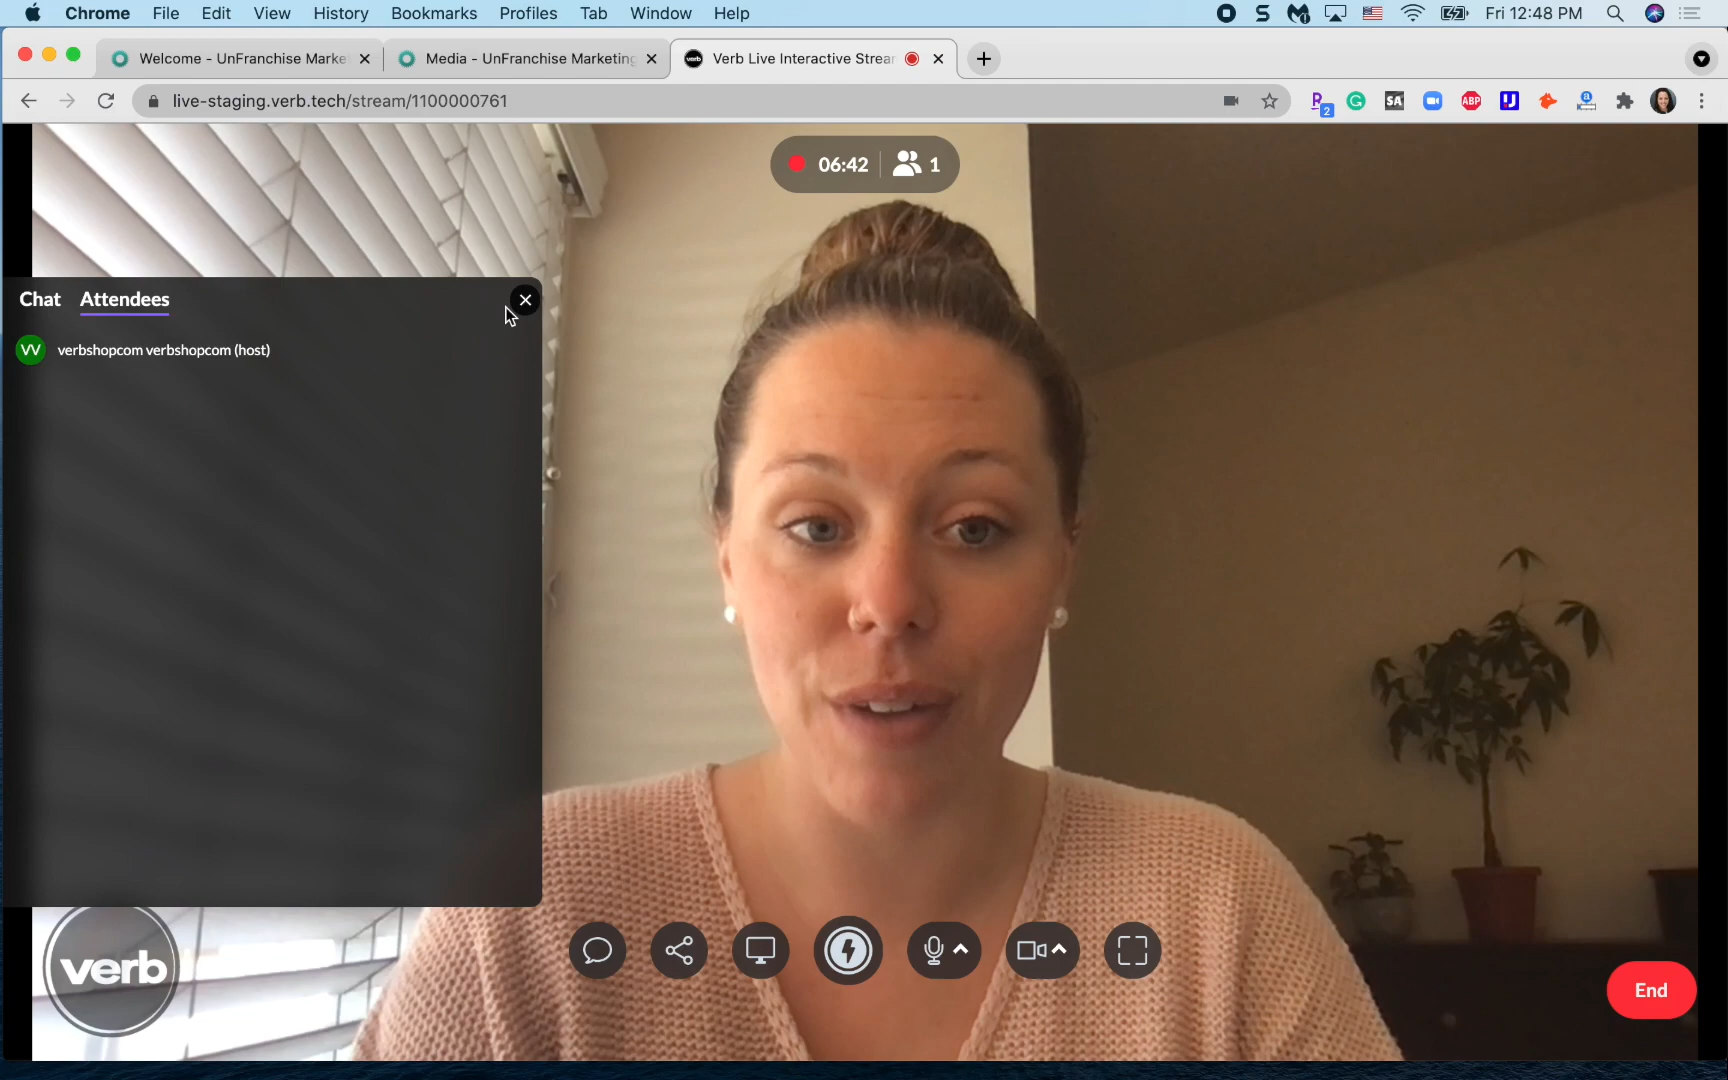 Chrome File Edit View History Bookmarks Profiles Tab Window Help
Fri 12:48 PM
Welcome - UnFranchise Marke
Media - UnFranchise Marketing
verb
Verb Live Interactive Strear
live-staging.verb.tech/stream/1100000761
2
SA
ABP
a
06:42 1
Chat Attendees
VV verbshopcom verbshopcom (host)
verb
End